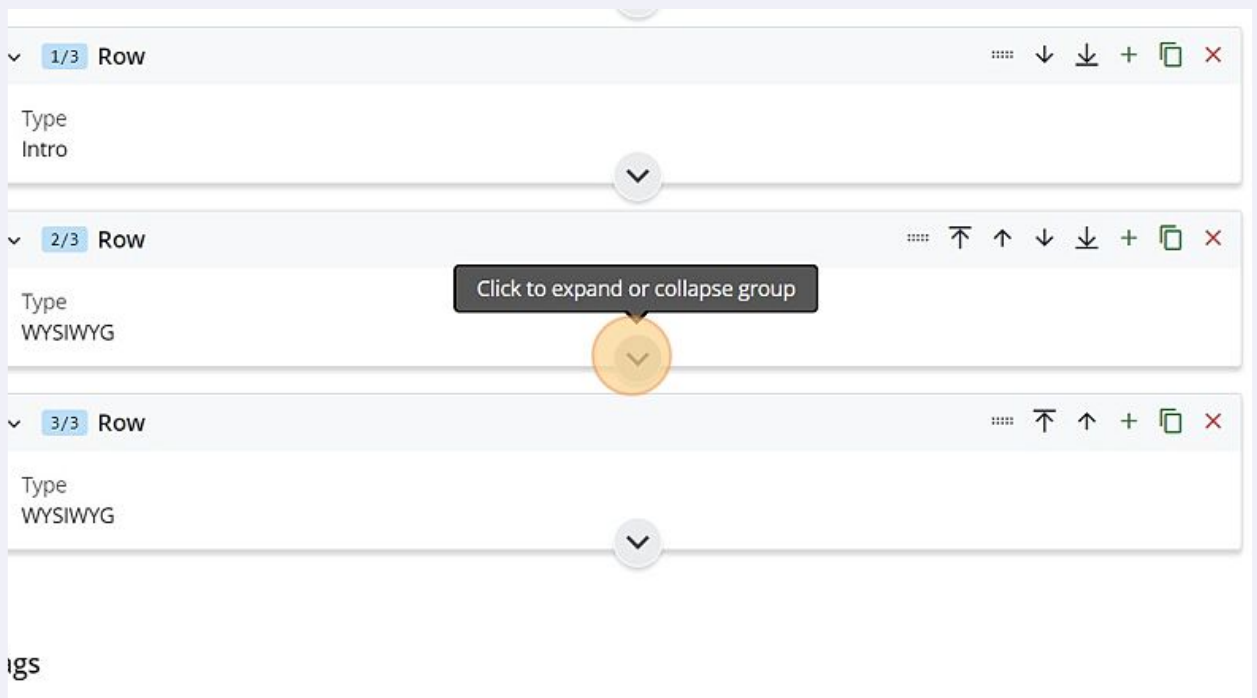 1/3 Row
Type
Intro
2/3 Row
Click to expand or collapse group
Type
WYSIWYG
3/3 Row
Type
WYSIWYG